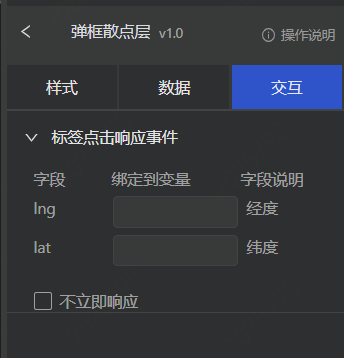 弹框散点层 v1.0 操作说明
样式 数据 交互
标签点击响应事件
字段 绑定到变量 字段说明
lng 经度
lat 纬度
不立即响应